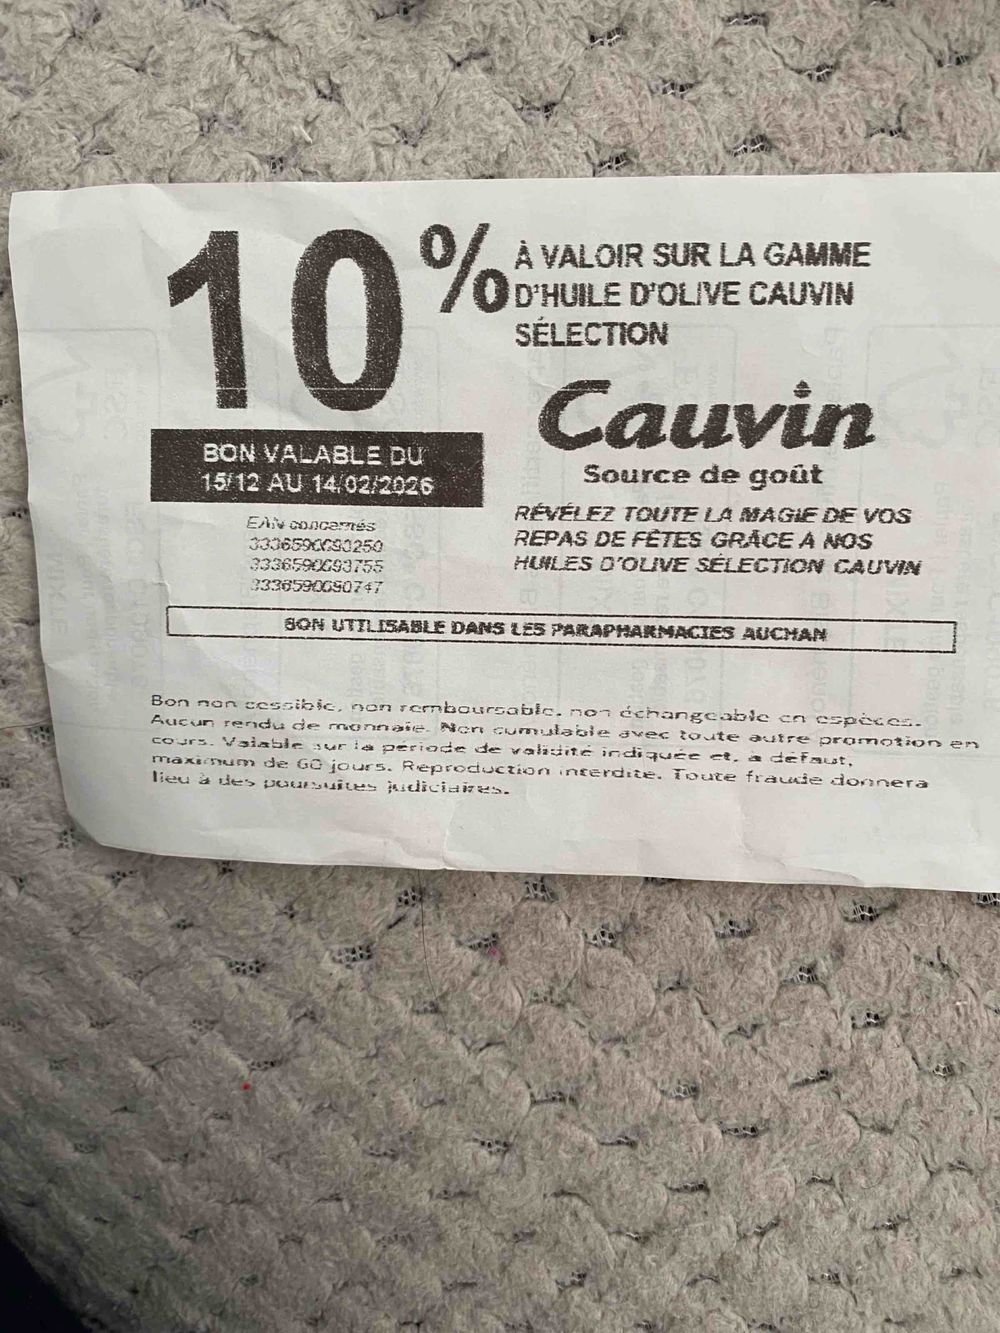 10%
À VALOIR SUR LA GAMME
D'HUILE D'OLIVE CAUVIN
SÉLECTION
Cauvin
Source de goût
BON VALABLE DU
15/12 AU 14/02/2026
RÉVÉLEZ TOUTE LA MAGIE DE VOS
REPAS DE FÊTES GRÂCE À NOS
HUILES D'OLIVE SÉLECTION CAUVIN
EAN concernés
3336590090250
3336590093755
3336590090747
BON UTILISABLE DANS LES PARAPHARMACIES AUCHAN
Bon non cessible, non remboursable, non échangeable en espèces.
Aucun rendu de monnaie. Non cumulable avec toute autre promotion en
cours. Valable sur la période de validité indiquée et, à défaut,
maximum de 60 jours. Reproduction interdite. Toute fraude donnera
lieu à des poursuites judiciaires.